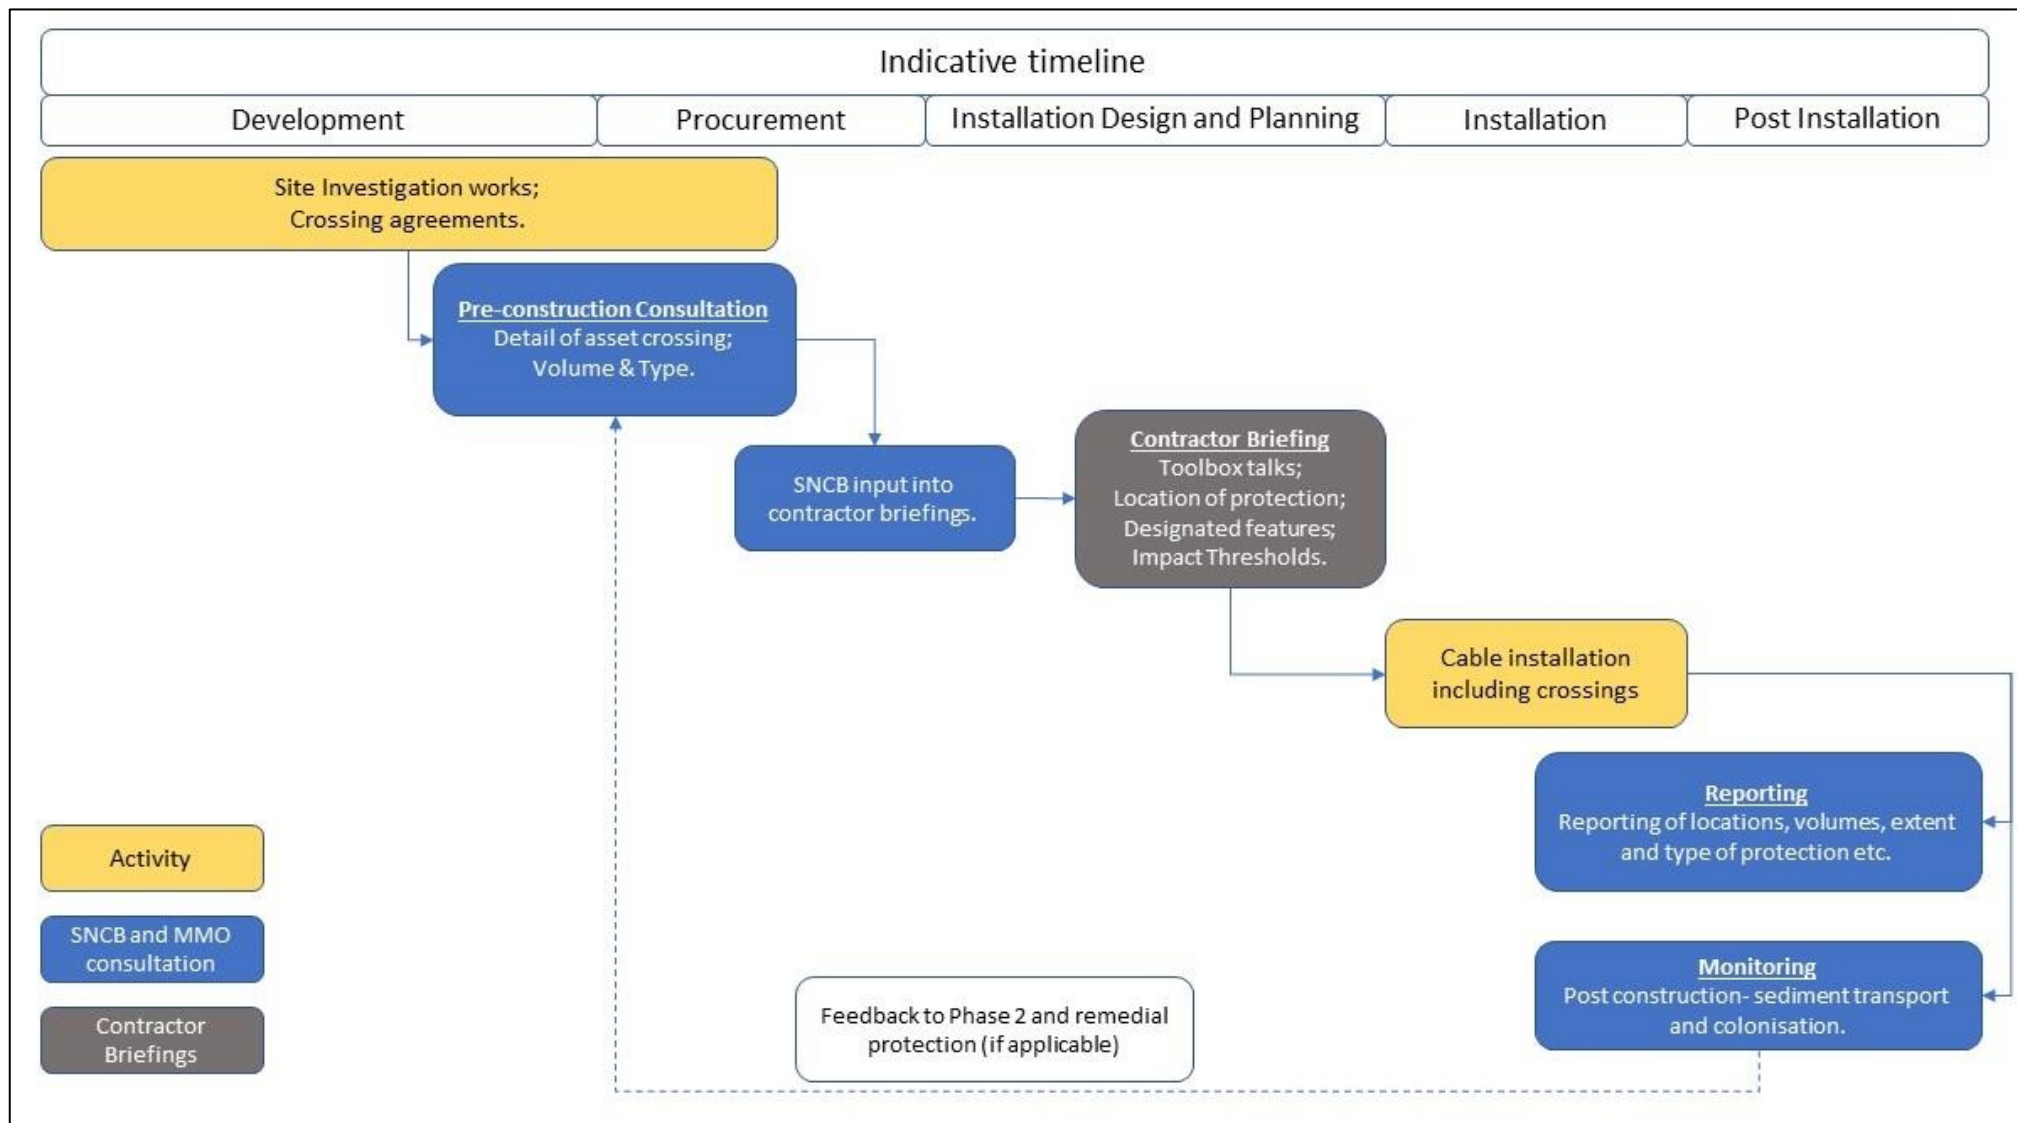 Indicative timeline
Development
Procurement
Installation Design and Planning
Installation
Post Installation
Site Investigation works;
Crossing agreements.
Pre-construction Consultation
Detail of asset crossing;
Volume & Type.
SNCB input into
contractor briefings.
Contractor Briefing
Toolbox talks;
Location of protection;
Designated features;
Impact Thresholds.
Cable installation
including crossings
Reporting
Reporting of locations, volumes, extent
and type of protection etc.
Monitoring
Post construction- sediment transport
and colonisation.
Feedback to Phase 2 and remedial
protection (if applicable)
Activity
SNCB and MMO
consultation
Contractor
Briefings